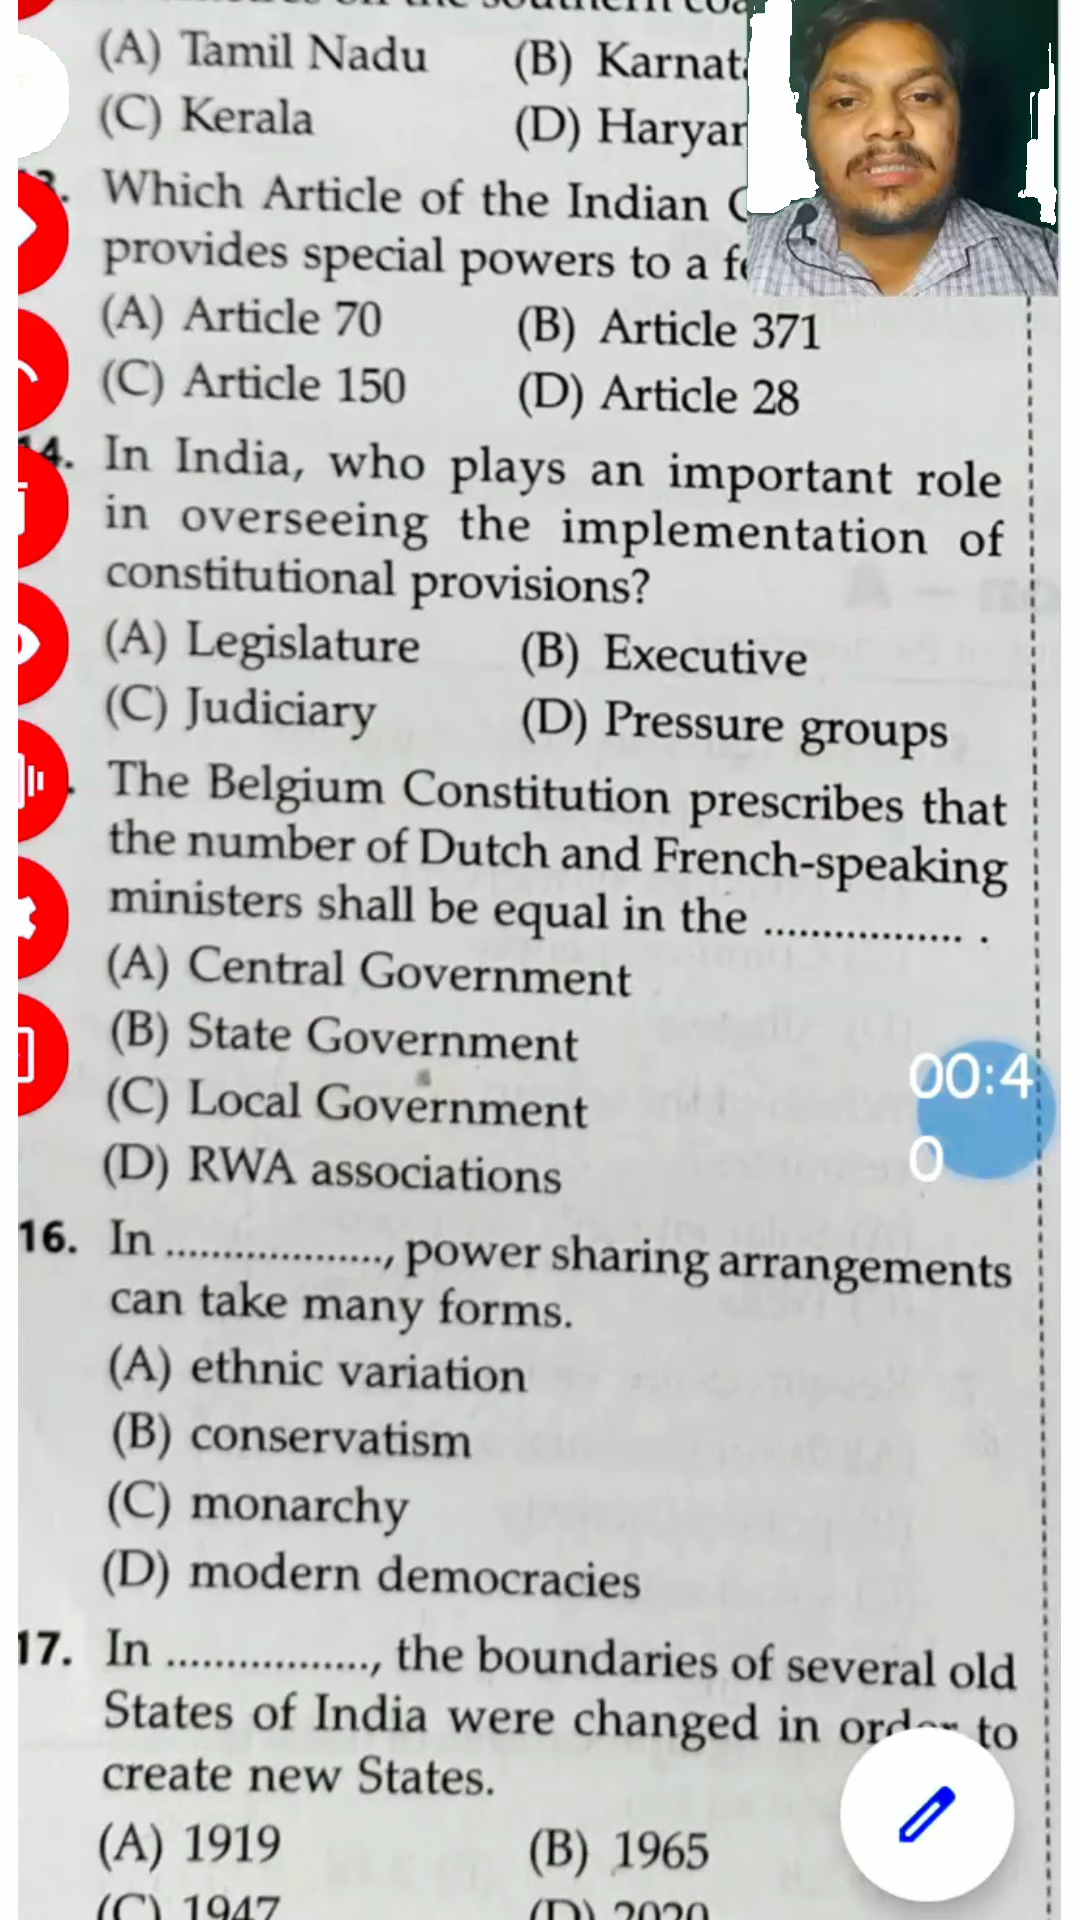 (A) Tamil Nadu (B)
(C) Kerala (D)
Which Article of the Indian
provides special powers to a
(A) Article 70 (B) Article 371
(C) Article 150 (D) Article 28
14. In India, who plays an important role
in overseeing the implementation of
constitutional provisions?
(A) Legislature (B) Executive
(C) Judiciary (D) Pressure groups
The Belgium Constitution prescribes that
the number of Dutch and French-speaking
ministers shall be equal in the ................. .
(A) Central Government
(B) State Government
(C) Local Government
(D) RWA associations
00:4
0
16. In ..................., power sharing arrangements
can take many forms.
(A) ethnic variation
(B) conservatism
(C) monarchy
(D) modern democracies
17. In .................., the boundaries of several old
States of India were changed in order to
create new States.
(A) 1919 (B) 1965
(C) 1947 (D) 2020